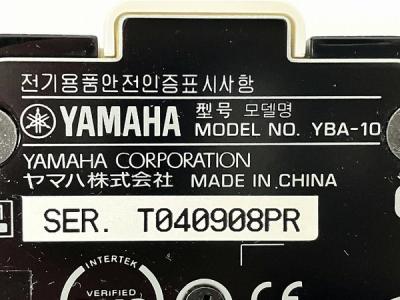 전기용품안전인증표시사항
YAMAHA 型号 모델명
MODEL NO. YBA-10
YAMAHA CORPORATION
ヤマハ株式会社 MADE IN CHINA
SER. T040908PR
INTERTEK
VERIFIED